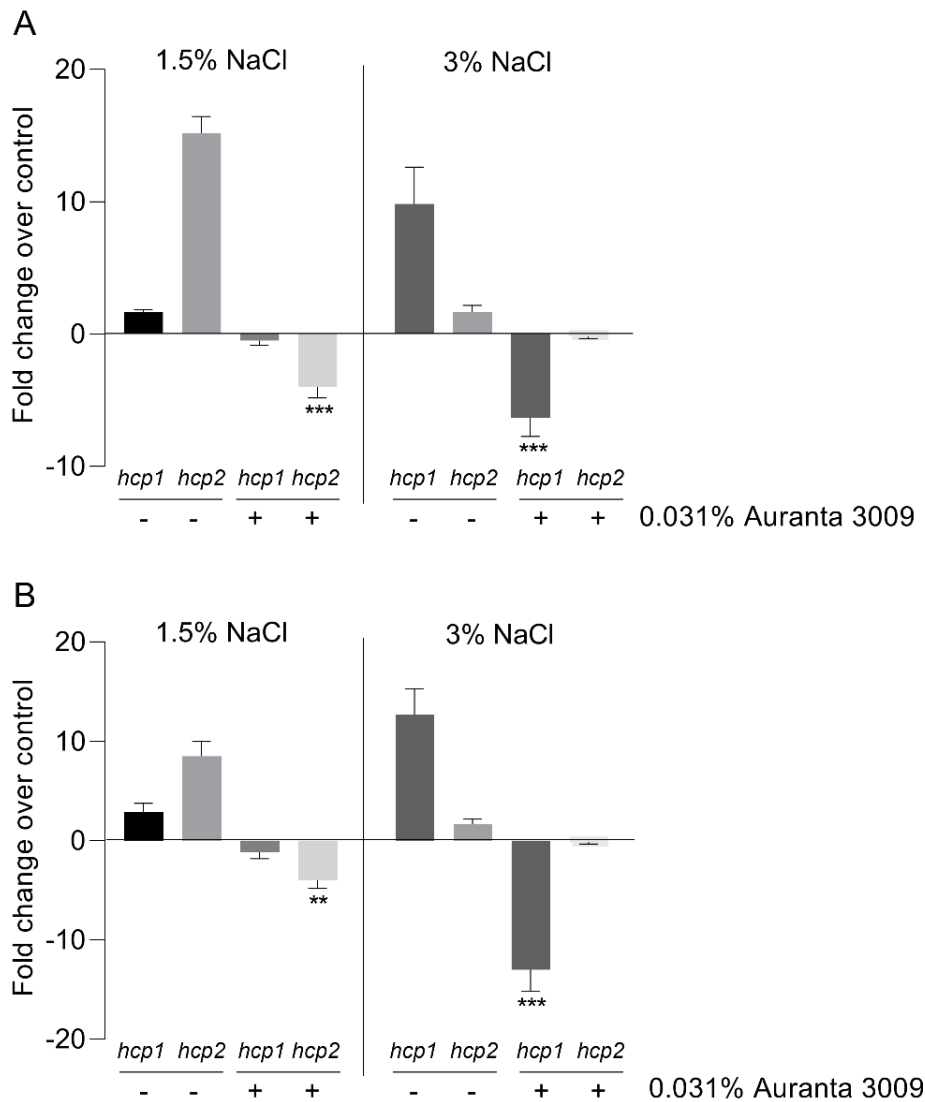 A
1.5% NaCl
3% NaCl
Fold change over control
20
10
0
-10
***
***
hcp1 hcp2 hcp1 hcp2 hcp1 hcp2 hcp1 hcp2
- - + + - - + + 0.031% Auranta 3009
B
1.5% NaCl
3% NaCl
Fold change over control
20
10
0
-10
-20
**
***
hcp1 hcp2 hcp1 hcp2 hcp1 hcp2 hcp1 hcp2
- - + + - - + + 0.031% Auranta 3009